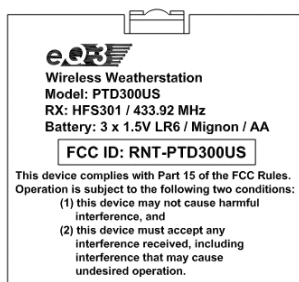 eQ-3
Wireless Weatherstation
Model: PTD300US
RX: HFS301 / 433.92 MHz
Battery: 3 x 1.5V LR6 / Mignon / AA
FCC ID: RNT-PTD300US
This device complies with Part 15 of the FCC Rules.
Operation is subject to the following two conditions:
(1) this device may not cause harmful
interference, and
(2) this device must accept any
interference received, including
interference that may cause
undesired operation.